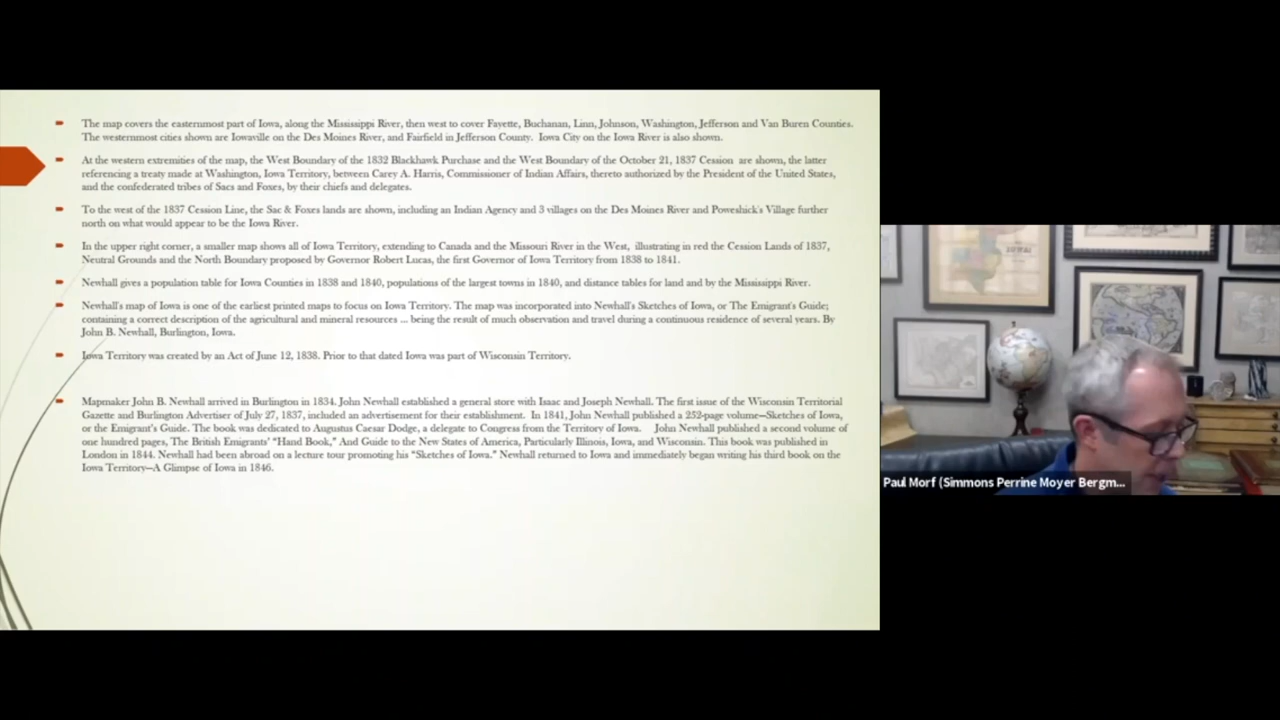 The map covers the easternmost part of Iowa, along the Mississippi River, then west to cover Fayette, Buchanan, Linn, Johnson, Washington, Jefferson and Van Buren Counties.
The westernmost cities shown are Iowaville on the Des Moines River, and Fairfield in Jefferson County. Iowa City on the Iowa River is also shown.
At the western extremities of the map, the West Boundary of the 1832 Blackhawk Purchase and the West Boundary of the October 21, 1837 Cession are shown, the latter
referencing a treaty made at Washington, Iowa Territory, between Carey A. Harris, Commissioner of Indian Affairs, thereto authorized by the President of the United States,
and the confederated tribes of Sacs and Foxes, by their chiefs and delegates.
To the west of the 1837 Cession Line, the Sac & Foxes lands are shown, including an Indian Agency and 3 villages on the Des Moines River and Poweshick's Village further
north on what would appear to be the Iowa River.
In the upper right corner, a smaller map shows all of Iowa Territory, extending to Canada and the Missouri River in the West, illustrating in red the Cession Lands of 1837,
Neutral Grounds and the North Boundary proposed by Governor Robert Lucas, the first Governor of Iowa Territory from 1838 to 1841.
Newhall gives a population table for Iowa Counties in 1838 and 1840, populations of the largest towns in 1840, and distance tables for land and by the Mississippi River.
Newhall's map of Iowa is one of the earliest printed maps to focus on Iowa Territory. The map was incorporated into Newhall's Sketches of Iowa, or The Emigrant's Guide;
containing a correct description of the agricultural and mineral resources ... being the result of much observation and travel during a continuous residence of several years. By
John B. Newhall, Burlington, Iowa.
Iowa Territory was created by an Act of June 12, 1838. Prior to that dated Iowa was part of Wisconsin Territory.
Mapmaker John B. Newhall arrived in Burlington in 1834. John Newhall established a general store with Isaac and Joseph Newhall. The first issue of the Wisconsin Territorial
Gazette and Burlington Advertiser of July 27, 1837, included an advertisement for their establishment. In 1841, John Newhall published a 252-page volume—Sketches of Iowa,
or the Emigrant's Guide. The book was dedicated to Augustus Caesar Dodge, a delegate to Congress from the Territory of Iowa. John Newhall published a second volume of
one hundred pages, The British Emigrants' “Hand Book,” And Guide to the New States of America, Particularly Illinois, Iowa, and Wisconsin. This book was published in
London in 1844. Newhall had been abroad on a lecture tour promoting his “Sketches of Iowa.” Newhall returned to Iowa and immediately began writing his third book on the
Iowa Territory—A Glimpse of Iowa in 1846.
Paul Morf (Simmons Perrine Moyer Bergm...